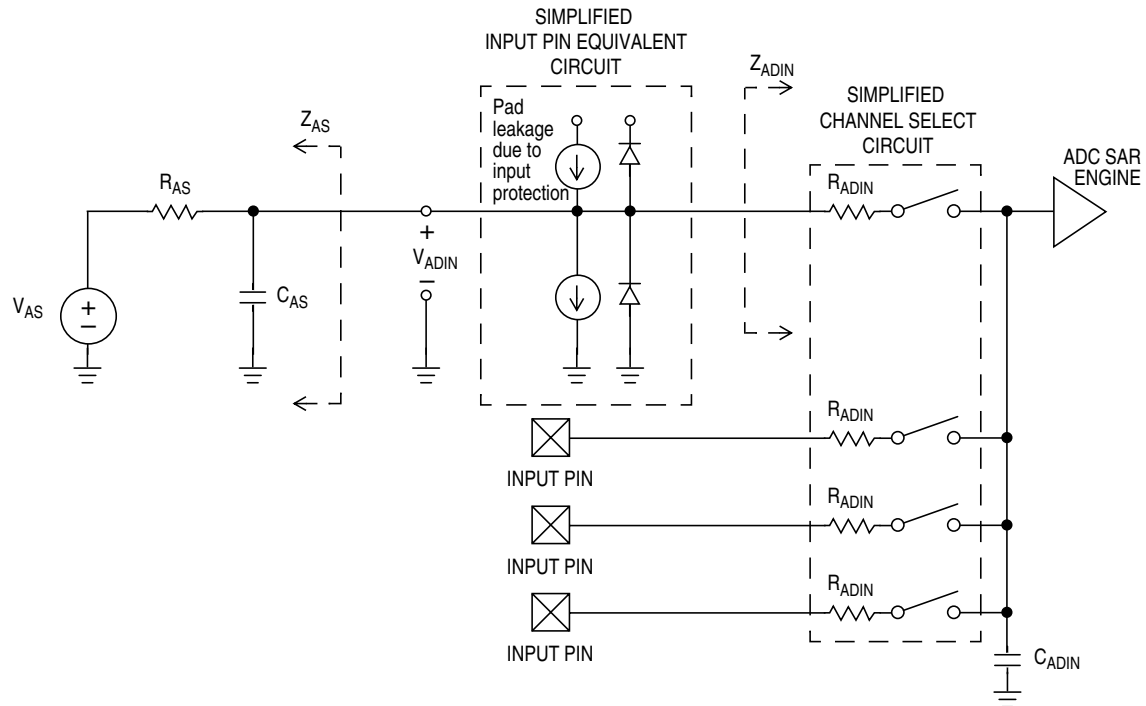 SIMPLIFIED
INPUT PIN EQUIVALENT
CIRCUIT
Z_ADIN
SIMPLIFIED
CHANNEL SELECT
CIRCUIT
Pad
leakage
due to
input
protection
Z_AS
R_AS
R_ADIN
ADC SAR
ENGINE
+
V_ADIN
–
C_AS
V_AS
+
–
R_ADIN
INPUT PIN
R_ADIN
INPUT PIN
R_ADIN
INPUT PIN
C_ADIN